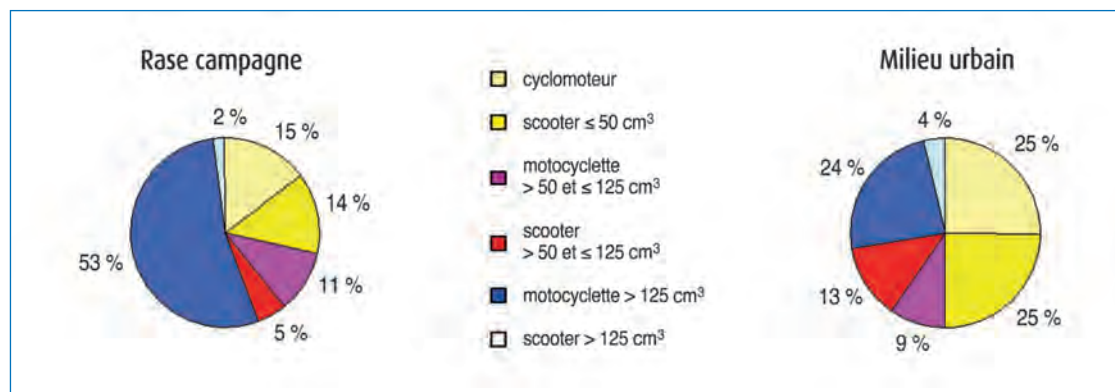 Rase campagne
2 %
15 %
14 %
11 %
5 %
53 %
cyclomoteur
scooter ≤ 50 cm³
motocyclette
> 50 et ≤ 125 cm³
scooter
> 50 et ≤ 125 cm³
motocyclette > 125 cm³
scooter > 125 cm³
Milieu urbain
4 %
25 %
25 %
9 %
13 %
24 %